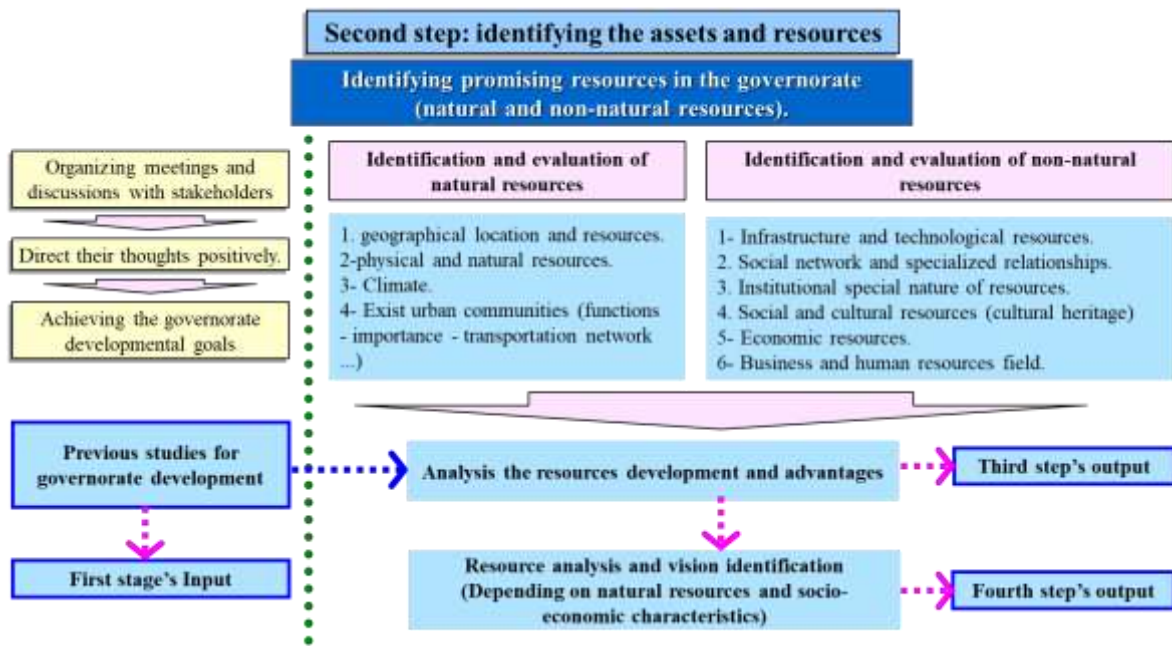 Second step: identifying the assets and resources
Identifying promising resources in the governorate
(natural and non-natural resources).
Organizing meetings and
discussions with stakeholders
Direct their thoughts positively.
Achieving the governorate
developmental goals
Identification and evaluation of
natural resources
1. geographical location and resources.
2-physical and natural resources.
3- Climate.
4- Exist urban communities (functions
- importance - transportation network
...)
Identification and evaluation of non-natural
resources
1- Infrastructure and technological resources.
2. Social network and specialized relationships.
3. Institutional special nature of resources.
4. Social and cultural resources (cultural heritage)
5- Economic resources.
6- Business and human resources field.
Previous studies for
governorate development
First stage's Input
Analysis the resources development and advantages
Third step's output
Resource analysis and vision identification
(Depending on natural resources and socio-
economic characteristics)
Fourth step's output